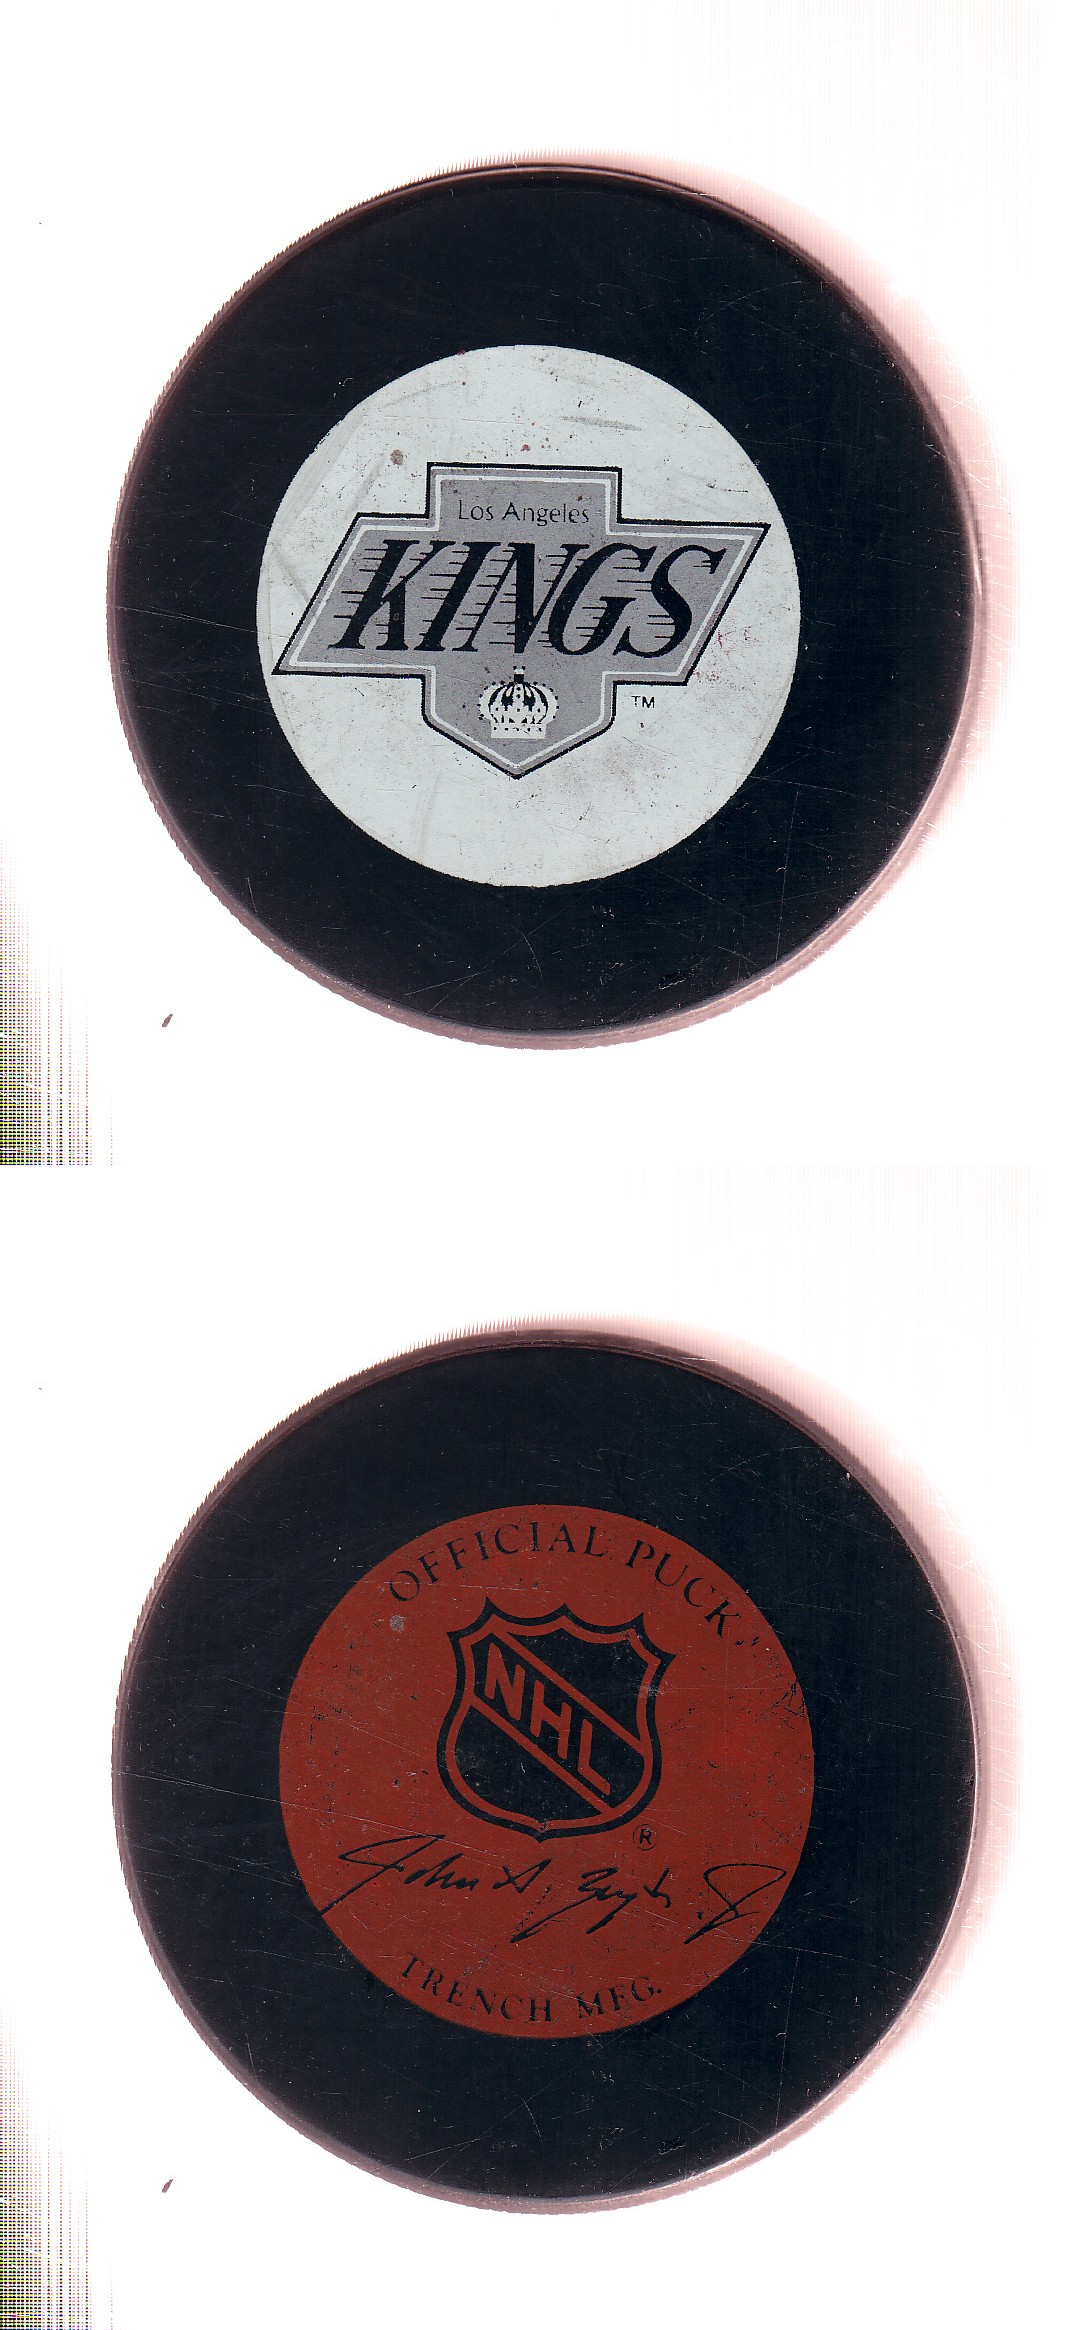 Los Angeles
KINGS
TM
OFFICIAL PUCK
NHL
®
TRENCH MFG.